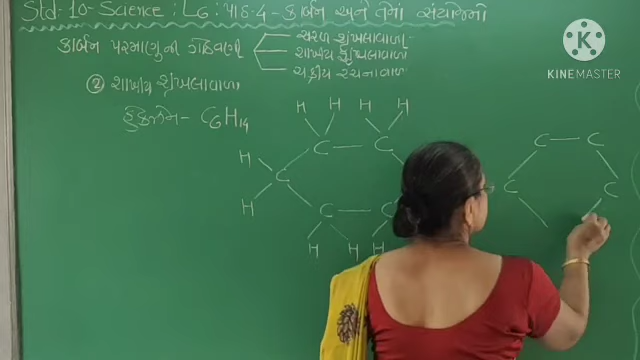 Std-10-Science : L6 : પાઠ-4 - કાર્બન અને તેનાં સંયોજનો
કાર્બન પરમાણુની ગોઠવણી
સરળ શૃંખલાવાળા
શાખીય શૃંખલાવાળા
ચક્રીય રચનાવાળા
② શાખીય શૃંખલાવાળા
હેક્ઝેન - C6H14
H H H H
C — C C — C
H
C C C
H
C — C
H H H
KINEMASTER